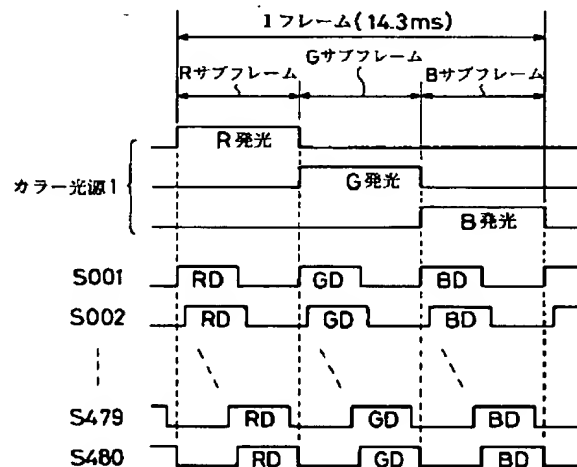 1フレーム(14.3ms)
Rサブフレーム Gサブフレーム Bサブフレーム
R発光
カラー光源1 G発光
B発光
S001 RD GD BD
S002 RD GD BD
S479 RD GD BD
S480 RD GD BD